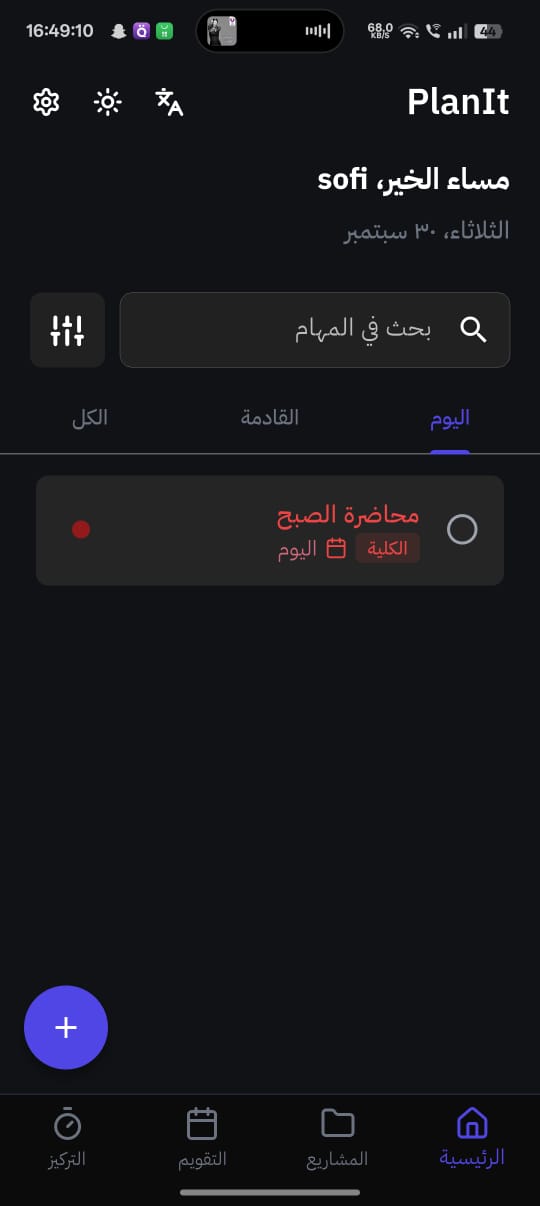 16:49:10
68.0 KB/S
44
PlanIt
مساء الخير، sofi
الثلاثاء، ٣٠ سبتمبر
بحث في المهام
اليوم القادمة الكل
محاضرة الصبح
الكلية اليوم
الرئيسية المشاريع التقويم التركيز